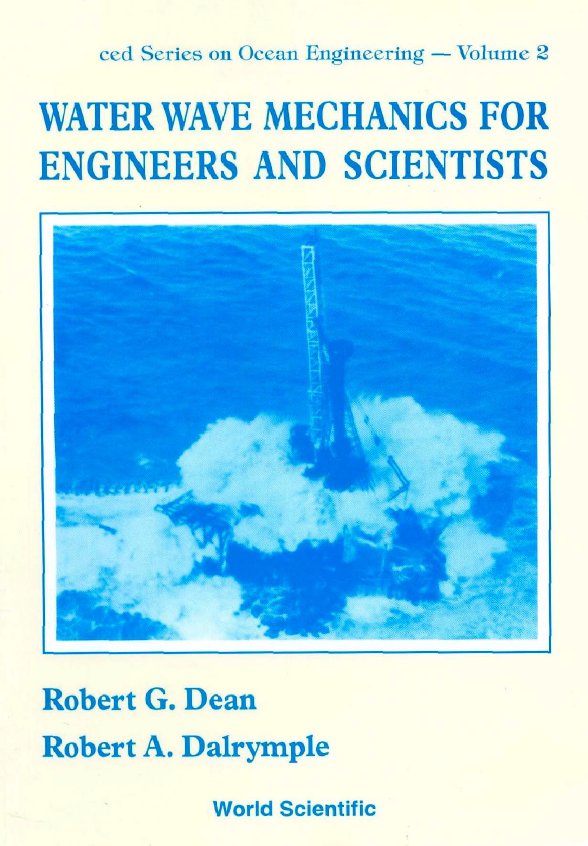 ced Series on Ocean Engineering — Volume 2
WATER WAVE MECHANICS FOR
ENGINEERS AND SCIENTISTS
Robert G. Dean
Robert A. Dalrymple
World Scientific